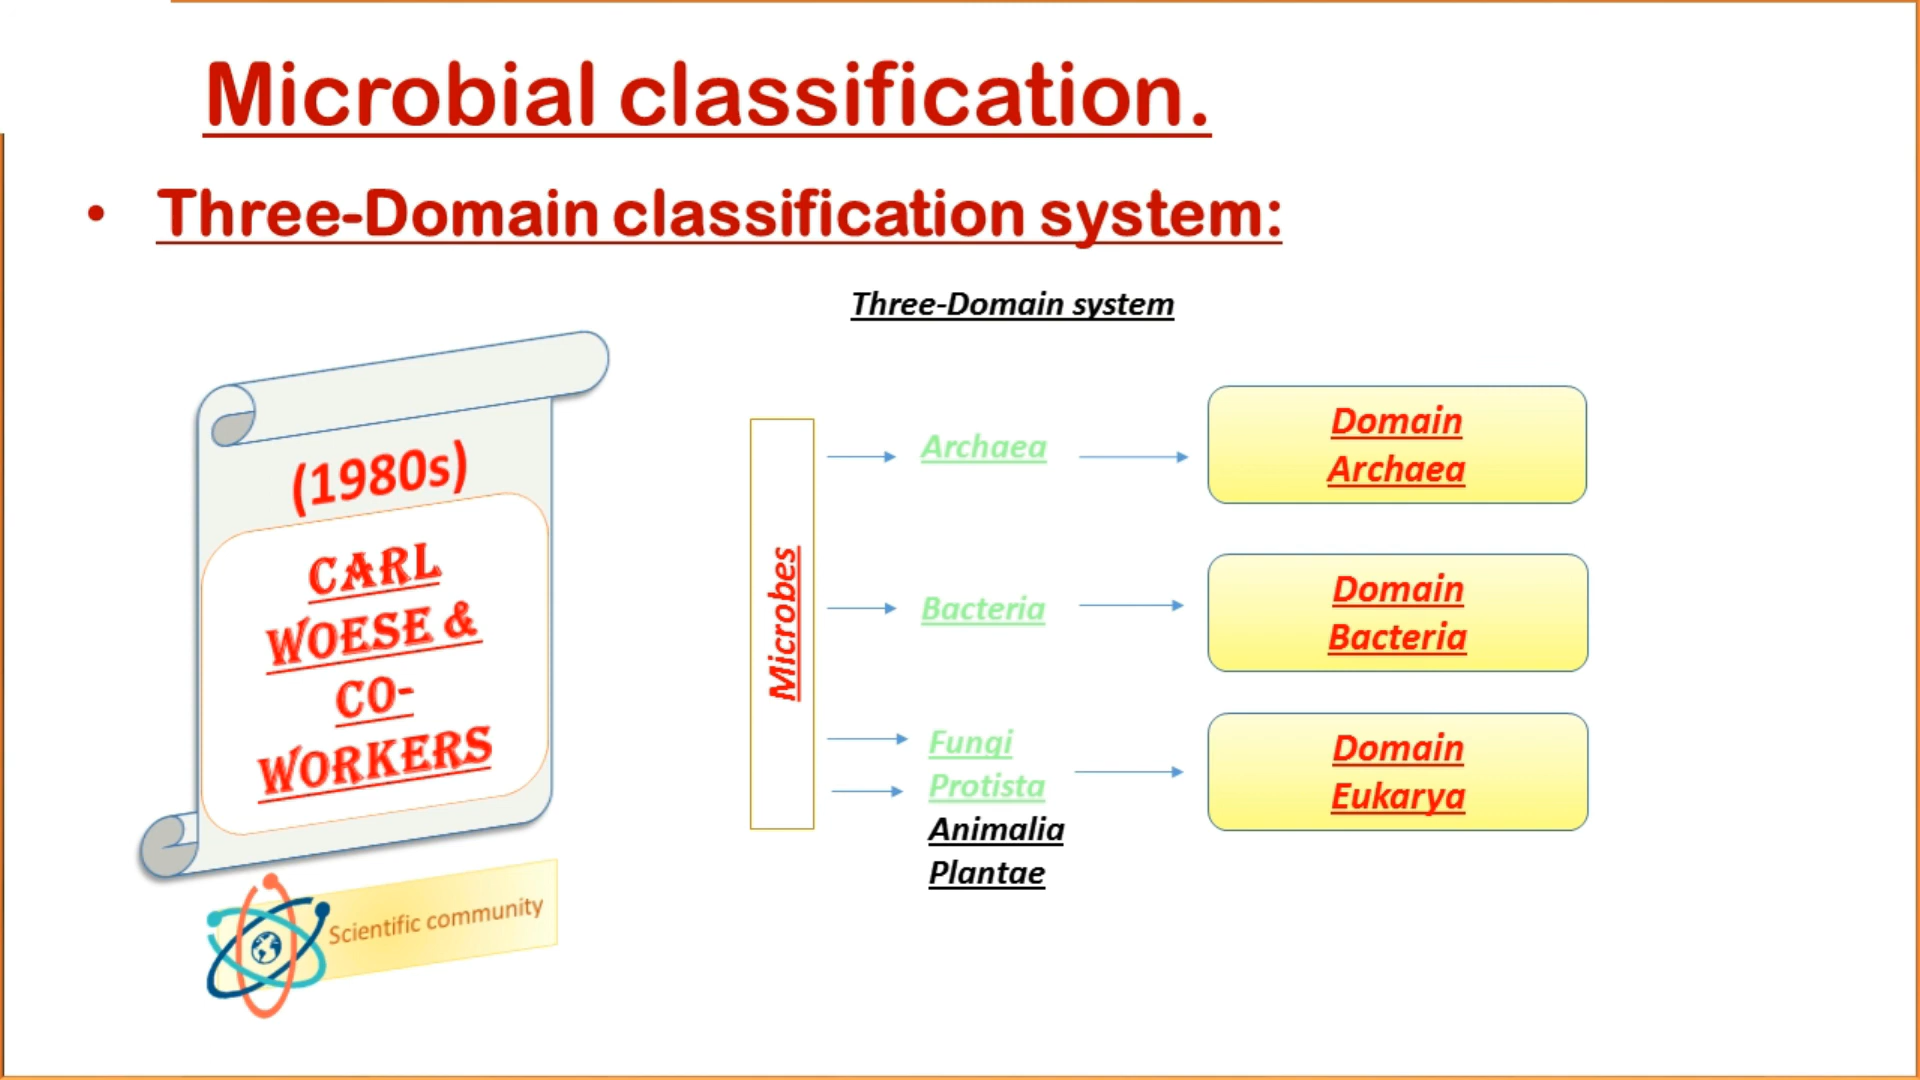 Microbial classification.
• Three-Domain classification system:
Three-Domain system
(1980s)
CARL
WOESE &
CO-
WORKERS
Scientific community
Microbes
Archaea
Domain
Archaea
Bacteria
Domain
Bacteria
Fungi
Protista
Animalia
Plantae
Domain
Eukarya